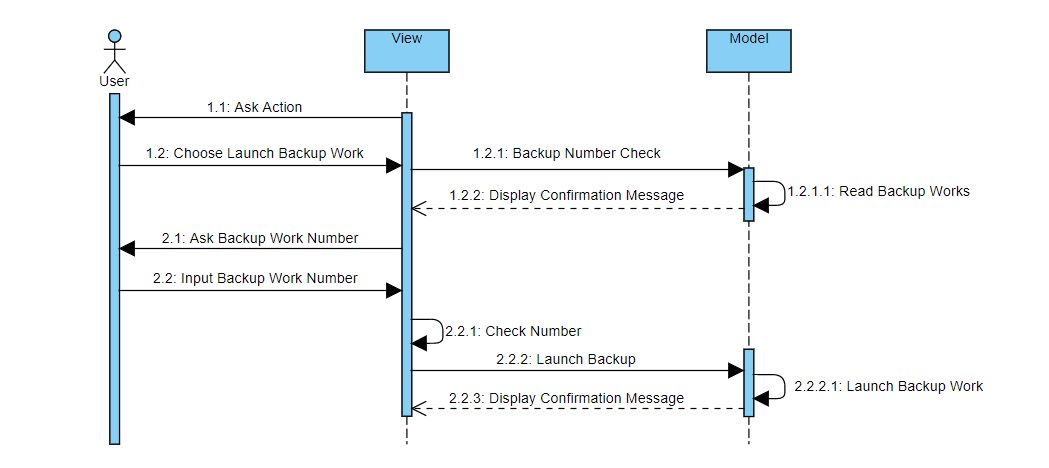 View
Model
User
1.1: Ask Action
1.2: Choose Launch Backup Work
1.2.1: Backup Number Check
1.2.1.1: Read Backup Works
1.2.2: Display Confirmation Message
2.1: Ask Backup Work Number
2.2: Input Backup Work Number
2.2.1: Check Number
2.2.2: Launch Backup
2.2.2.1: Launch Backup Work
2.2.3: Display Confirmation Message